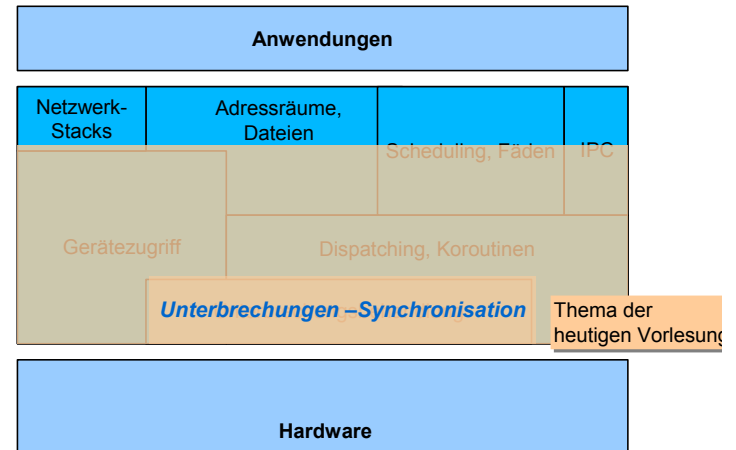 Anwendungen
Netzwerk-
Stacks
Adressräume,
Dateien
Scheduling, Fäden
IPC
Gerätezugriff
Dispatching, Koroutinen
Unterbrechungen –Synchronisation
Thema der
heutigen Vorlesung
Hardware